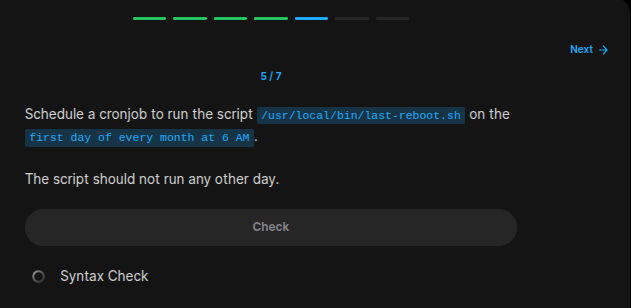 Next →
5 / 7
Schedule a cronjob to run the script /usr/local/bin/last-reboot.sh on the
first day of every month at 6 AM.
The script should not run any other day.
Check
Syntax Check